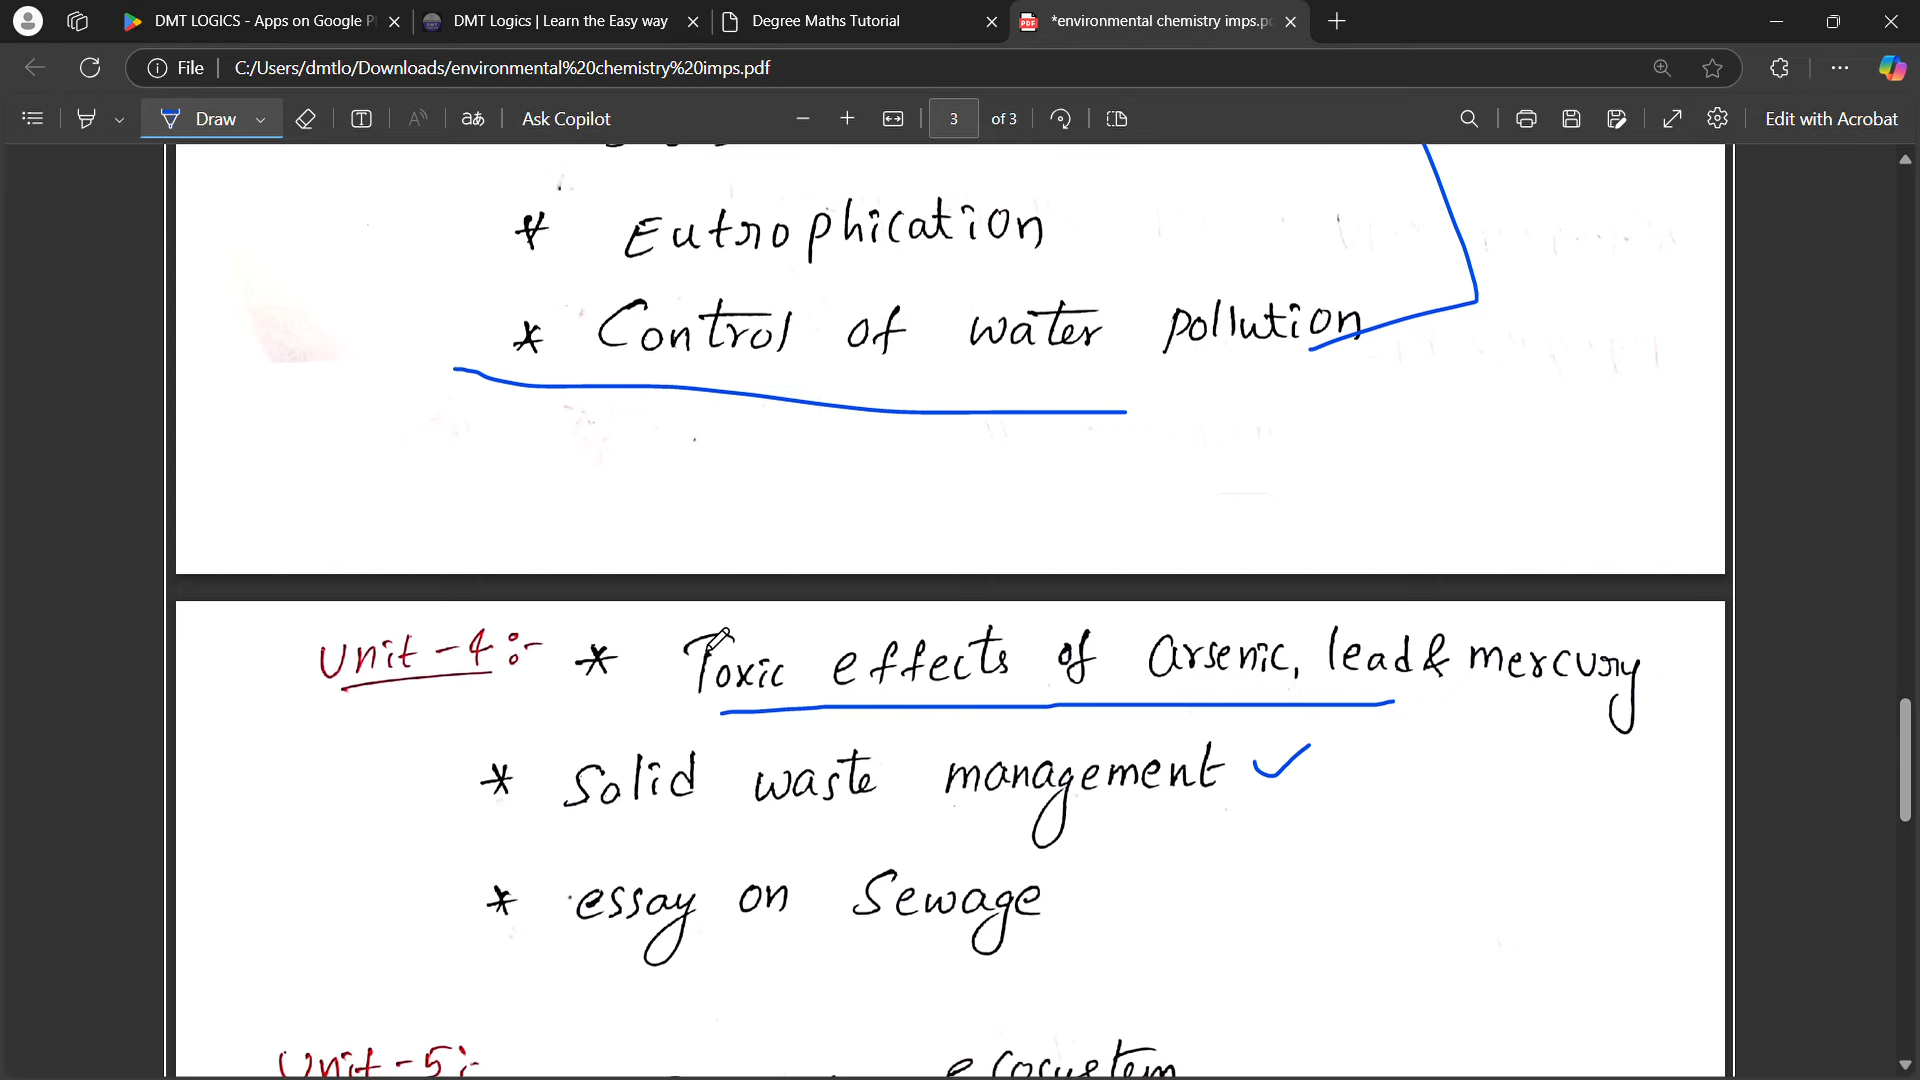 DMT LOGICS - Apps on Google P
DMT Logics | Learn the Easy way
Degree Maths Tutorial
*environmental chemistry imps.pd
File
C:/Users/dmtlo/Downloads/environmental%20chemistry%20imps.pdf
Draw
Ask Copilot
3 of 3
Edit with Acrobat
* Eutrophication
* Control of water pollution
Unit-4:- * Toxic effects of Arsenic, lead & mercury
* Solid waste management
* essay on Sewage
Unit-5:- ecosystem